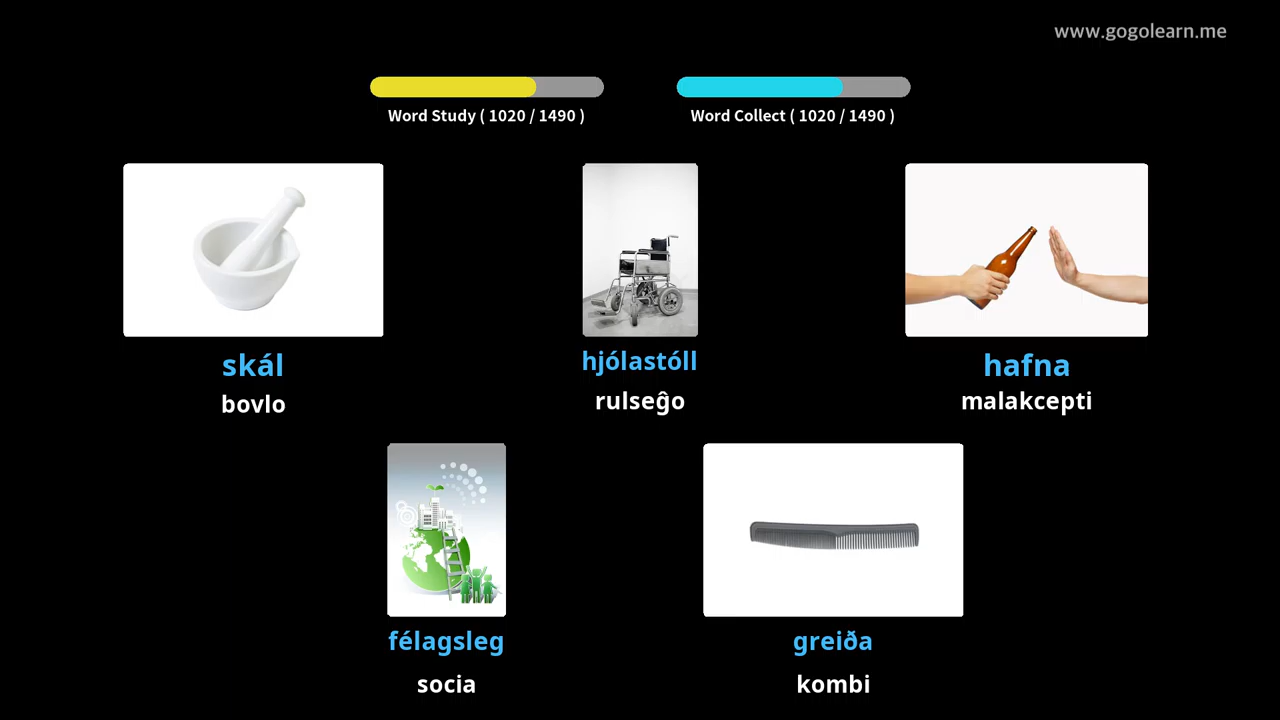 www.gogolearn.me
Word Study ( 1020 / 1490 )
Word Collect ( 1020 / 1490 )
skál
hjólastóll
hafna
bovlo
rulseĝo
malakcepti
félagsleg
greiða
socia
kombi